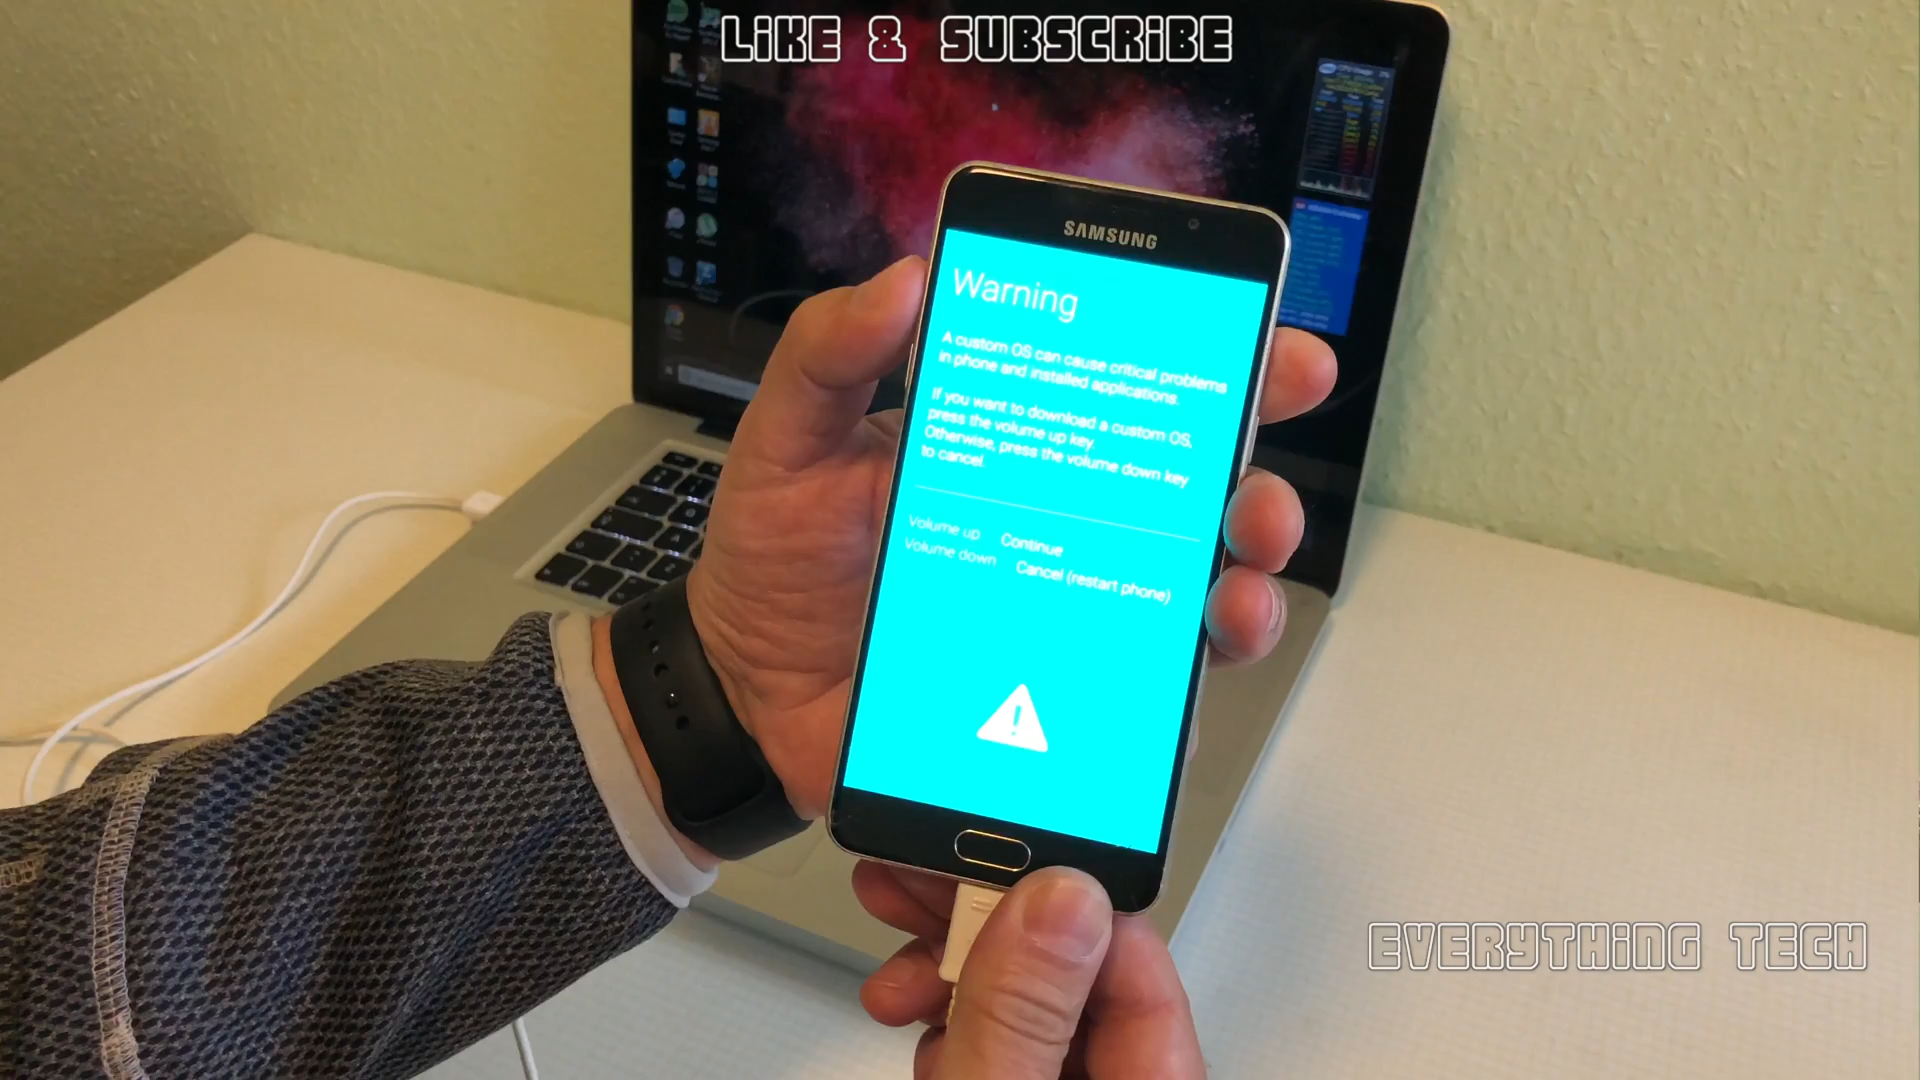 LiKE & SUBSCRiBE
SAMSUNG
Warning
A custom OS can cause critical problems
in phone and installed applications.
If you want to download a custom OS,
press the volume up key.
Otherwise, press the volume down key
to cancel.
Volume up Continue
Volume down Cancel (restart phone)
EVERYTHiNG TECH